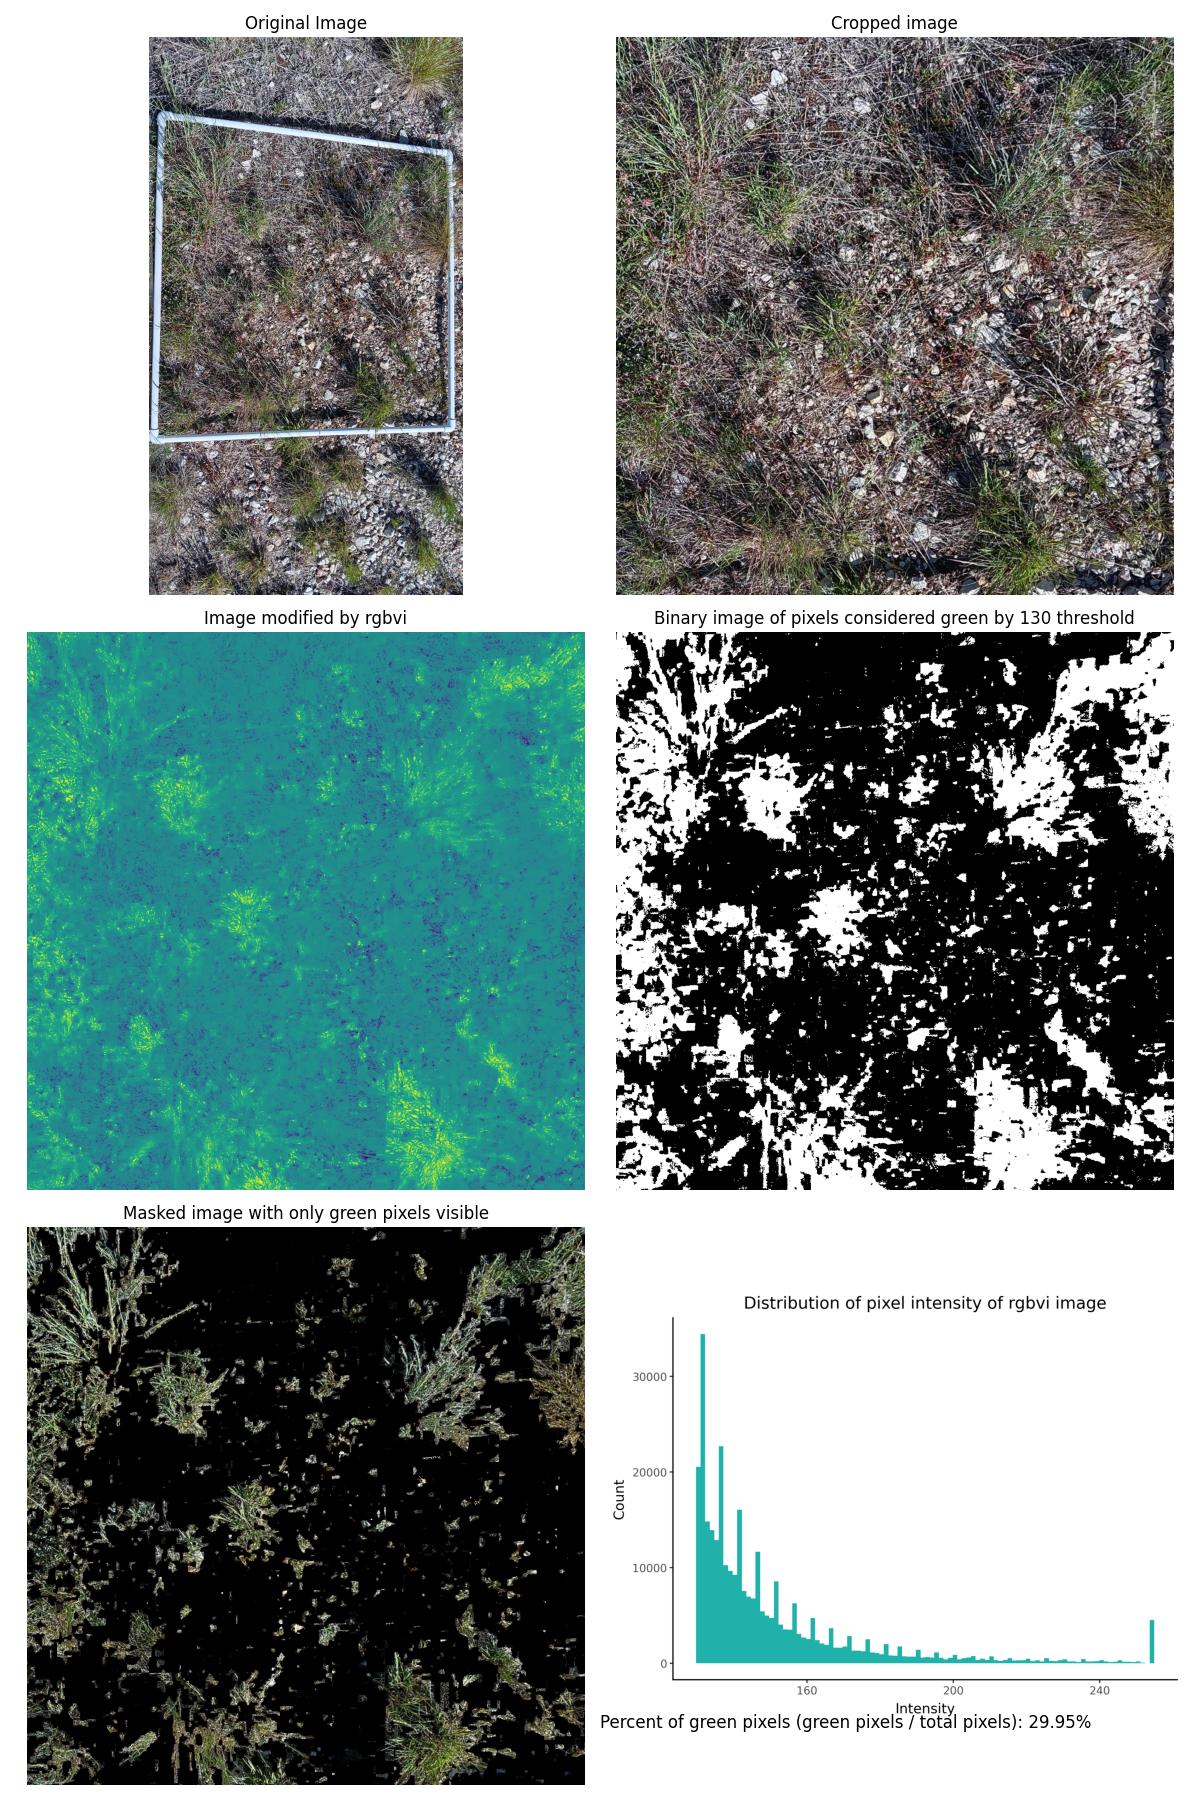 Original Image
Cropped image
Image modified by rgbvi
Binary image of pixels considered green by 130 threshold
Masked image with only green pixels visible
Distribution of pixel intensity of rgbvi image
30000
20000
10000
0
Count
160
200
240
Intensity
Percent of green pixels (green pixels / total pixels): 29.95%